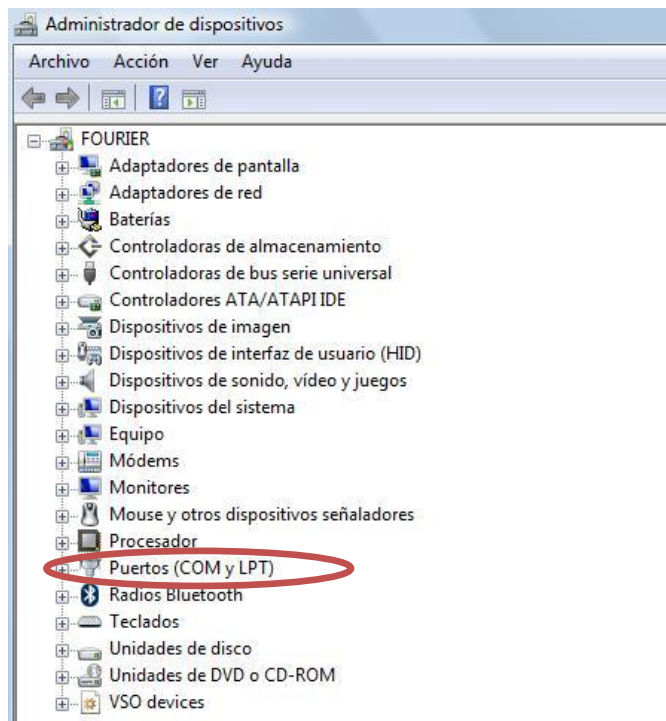 Administrador de dispositivos
Archivo Acción Ver Ayuda
FOURIER
Adaptadores de pantalla
Adaptadores de red
Baterías
Controladoras de almacenamiento
Controladoras de bus serie universal
Controladores ATA/ATAPI IDE
Dispositivos de imagen
Dispositivos de interfaz de usuario (HID)
Dispositivos de sonido, vídeo y juegos
Dispositivos del sistema
Equipo
Módems
Monitores
Mouse y otros dispositivos señaladores
Procesador
Puertos (COM y LPT)
Radios Bluetooth
Teclados
Unidades de disco
Unidades de DVD o CD-ROM
VSO devices